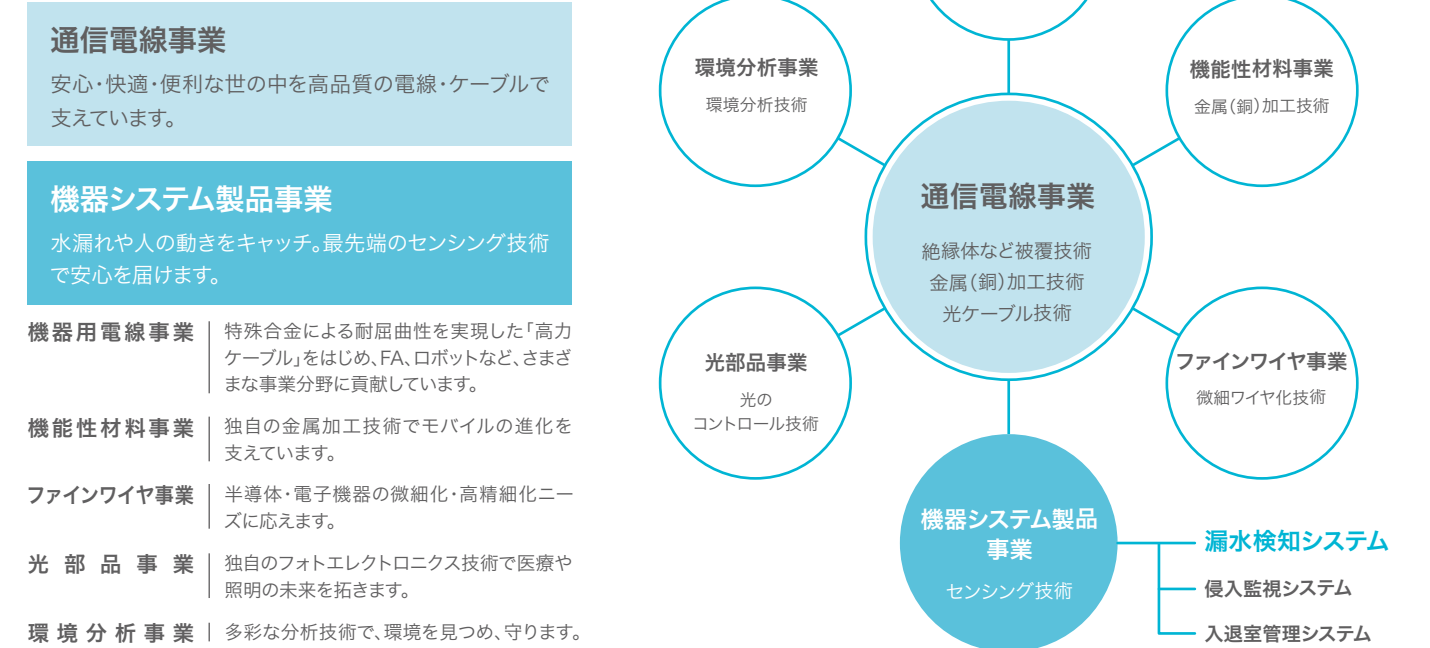 通信電線事業
安心・快適・便利な世の中を高品質の電線・ケーブルで
支えています。
機器システム製品事業
水漏れや人の動きをキャッチ。最先端のセンシング技術
で安心を届けます。
機器用電線事業
特殊合金による耐屈曲性を実現した「高力
ケーブル」をはじめ、FA、ロボットなど、さまざ
まな事業分野に貢献しています。
機能性材料事業
独自の金属加工技術でモバイルの進化を
支えています。
ファインワイヤ事業
半導体・電子機器の微細化・高精細化ニー
ズに応えます。
光部品事業
独自のフォトエレクトロニクス技術で医療や
照明の未来を拓きます。
環境分析事業
多彩な分析技術で、環境を見つめ、守ります。
環境分析事業
環境分析技術
機能性材料事業
金属(銅)加工技術
通信電線事業
絶縁体など被覆技術
金属(銅)加工技術
光ケーブル技術
光部品事業
光の
コントロール技術
ファインワイヤ事業
微細ワイヤ化技術
機器システム製品
事業
センシング技術
漏水検知システム
侵入監視システム
入退室管理システム